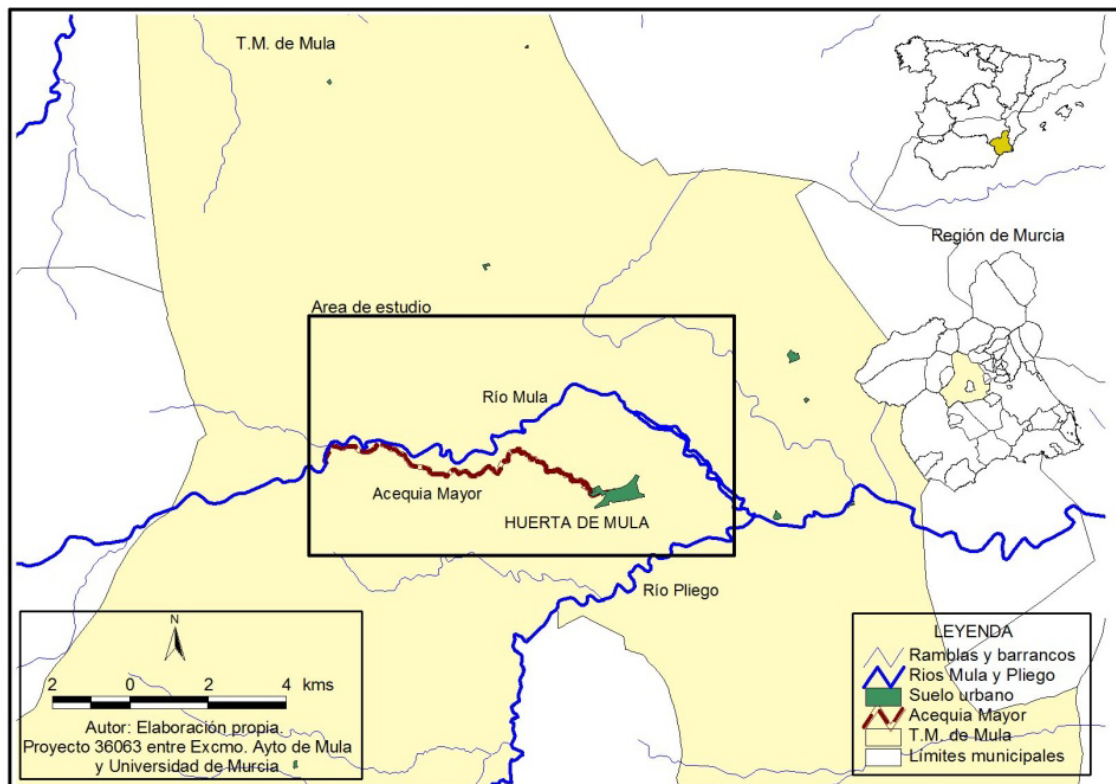 T.M. de Mula
Región de Murcia
Area de estudio
Río Mula
Acequia Mayor
HUERTA DE MULA
Río Pliego
N
2 0 2 4 kms
Autor: Elaboración propia
Proyecto 36063 entre Excmo. Ayto de Mula
y Universidad de Murcia
LEYENDA
Ramblas y barrancos
Rios Mula y Pliego
Suelo urbano
Acequia Mayor
T.M. de Mula
Límites municipales